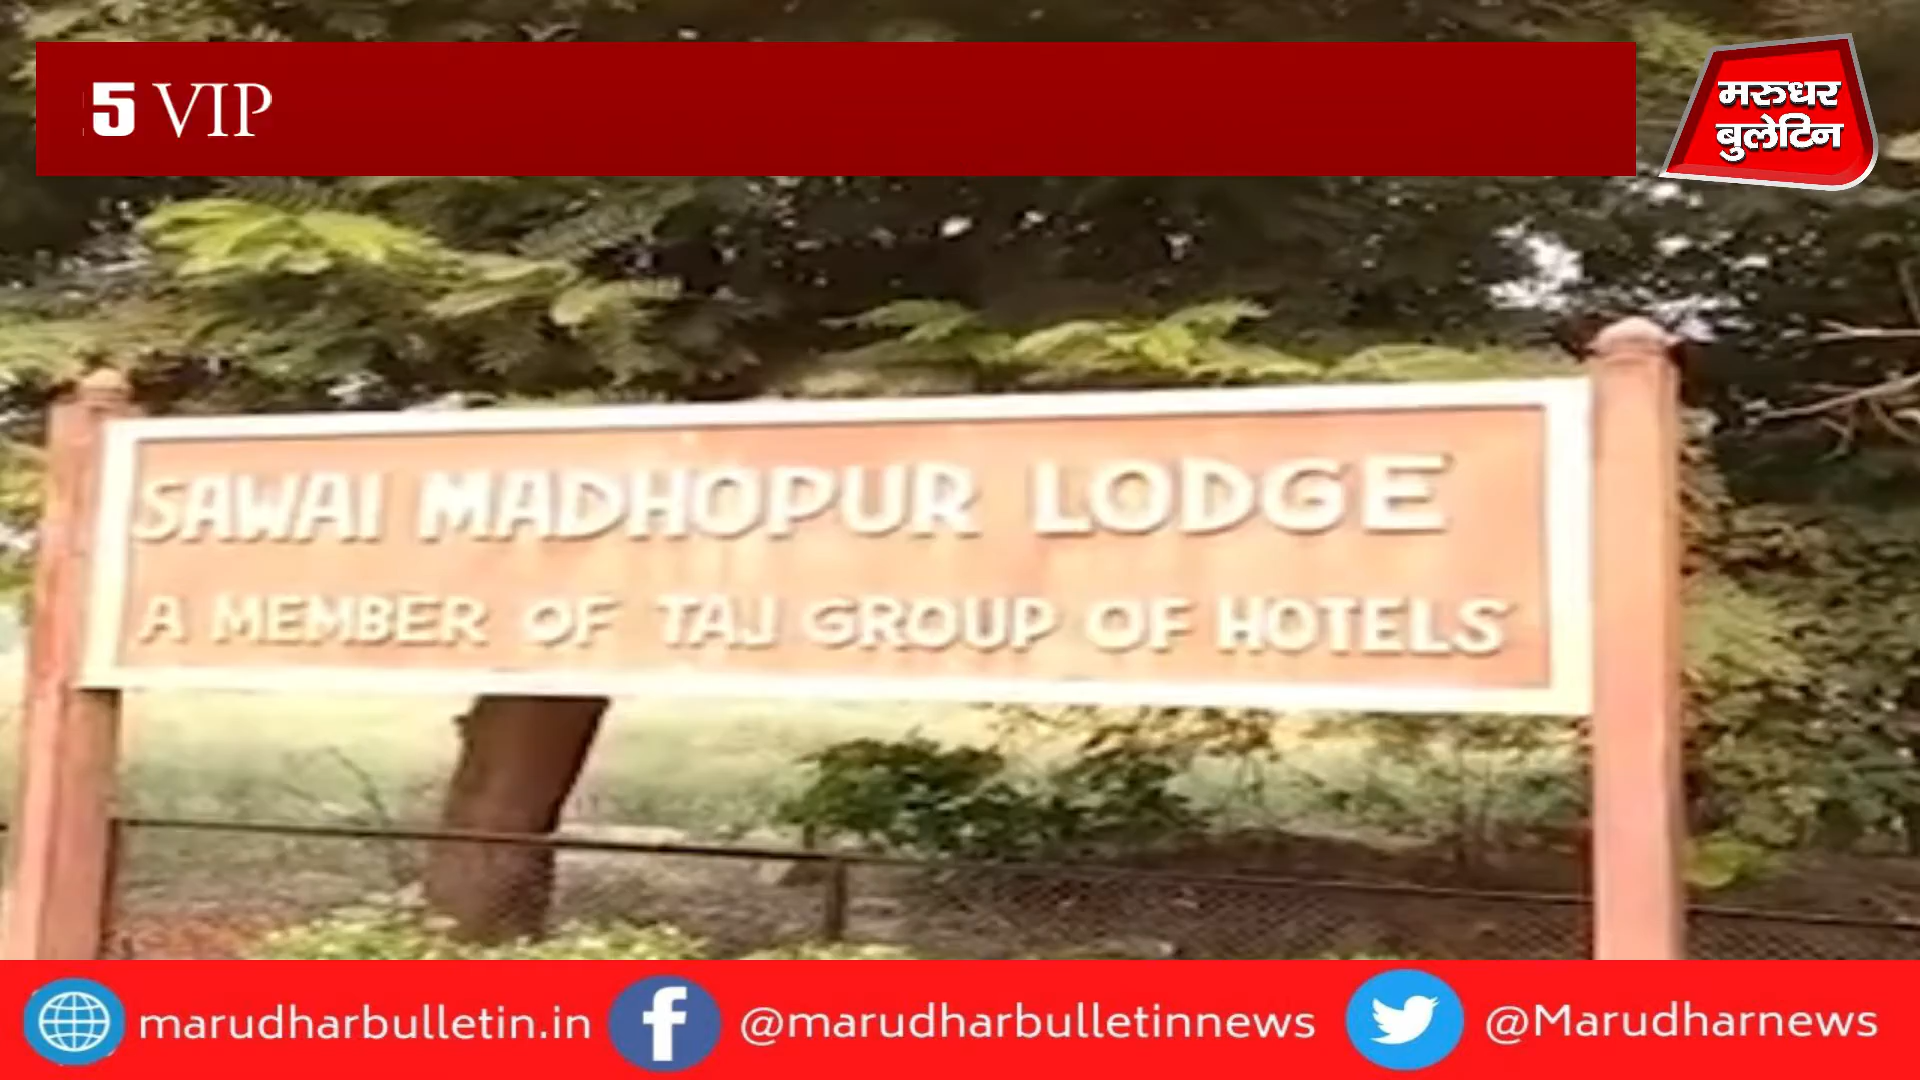 5 VIP
मरुधर
बुलेटिन
SAWAI MADHOPUR LODGE
A MEMBER OF TAJ GROUP OF HOTELS
marudharbulletin.in
@marudharbulletinnews
@Marudharnews